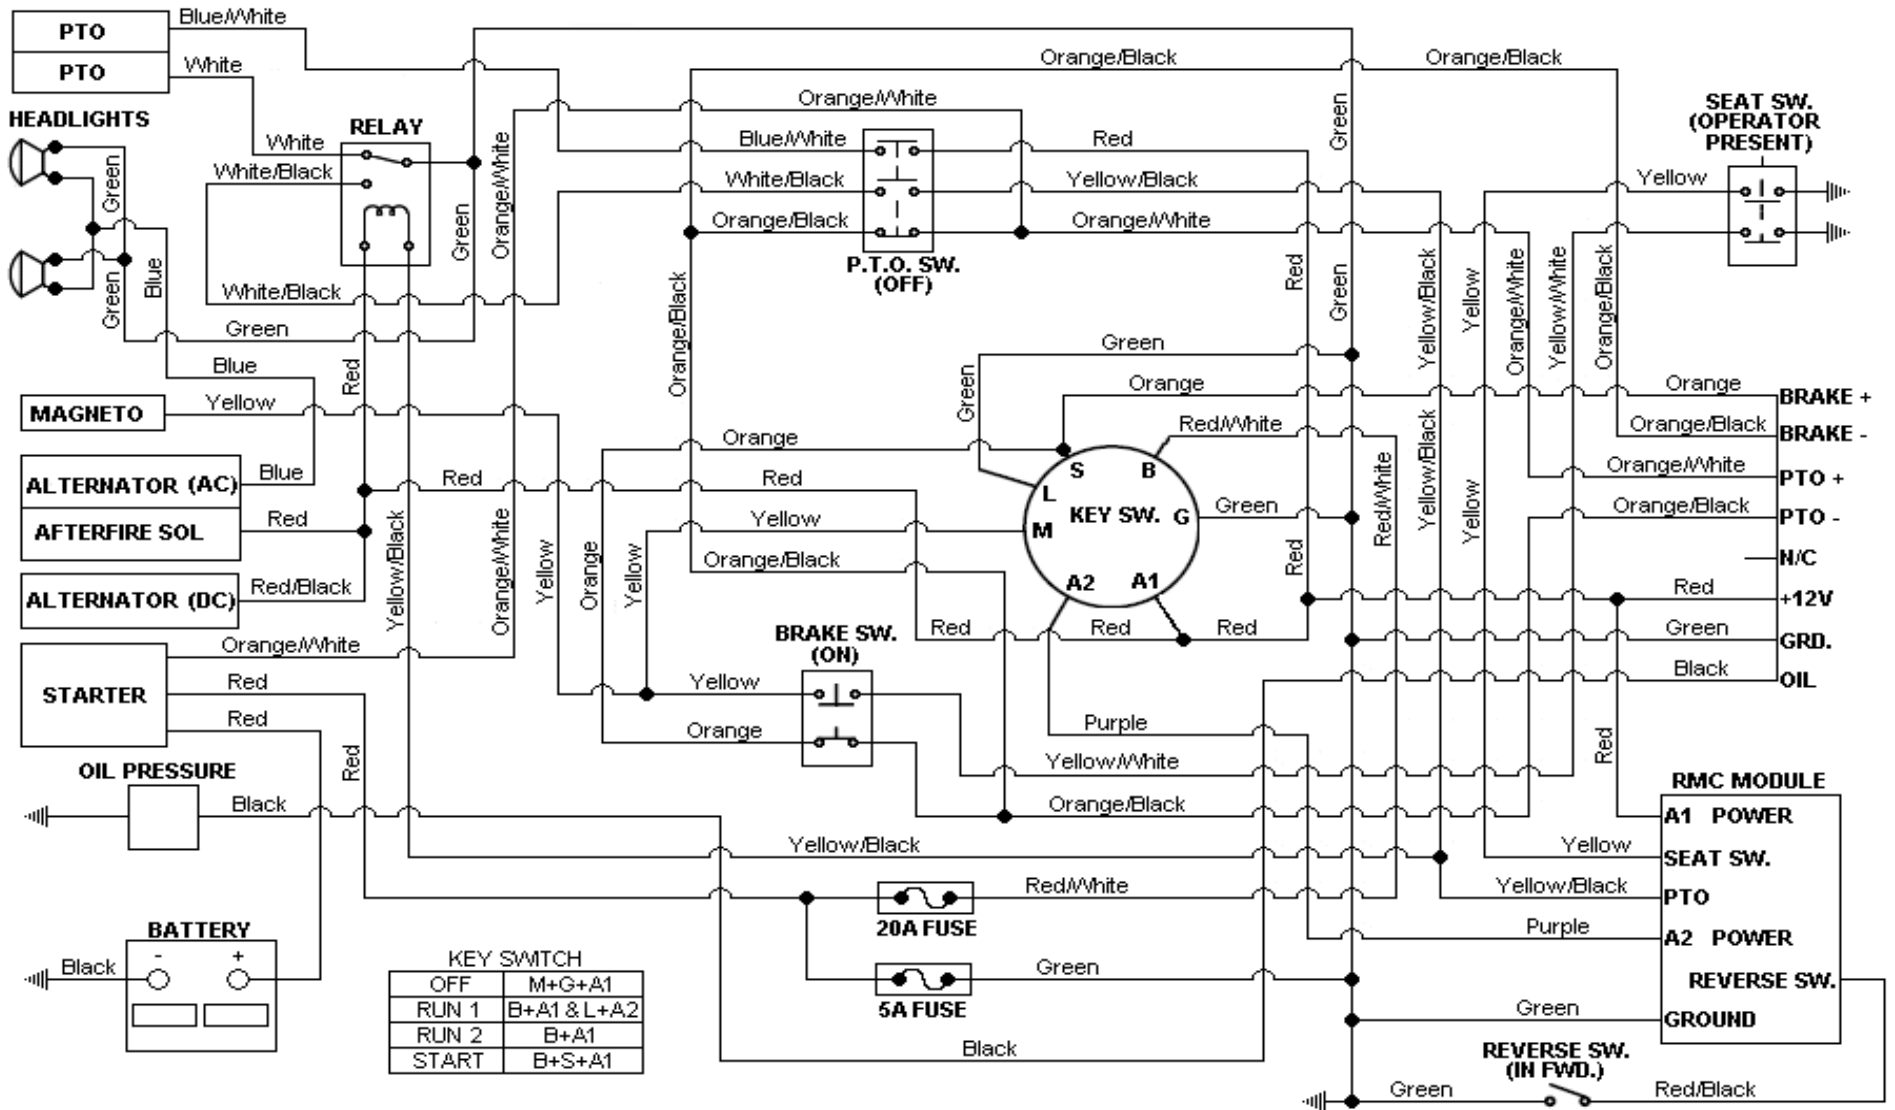 Blue/White
PTO
PTO
White
HEADLIGHTS
Green
Green
Blue
RELAY
White
White/Black
White/Black
Green
Orange/White
Green
Blue
Red
Orange/White
Orange/Black
Orange/Black
Blue/White
Red
White/Black
Yellow/Black
Orange/Black
Orange/White
P.T.O. SW.
(OFF)
Green
Green
Red
SEAT SW.
(OPERATOR
PRESENT)
Yellow
Yellow/Black
Yellow
Orange/White
Yellow/White
Orange/Black
Orange/Black
MAGNETO
Yellow
ALTERNATOR (AC)
Blue
AFTERFIRE SOL
Red
ALTERNATOR (DC)
Red/Black
Red
Red
Orange
Green
Green
Orange
Red/White
S
B
L
KEY SW.
G
M
A2
A1
Green
Yellow
Orange/Black
Yellow/Black
Orange/White
Yellow
Orange
Yellow
Red
Red/White
Yellow/Black
Yellow
Orange
BRAKE +
Orange/Black
BRAKE -
Orange/White
PTO +
Orange/Black
PTO -
N/C
Red
+12V
Green
GRD.
Black
OIL
STARTER
Orange/White
Red
Red
Red
BRAKE SW.
(ON)
Red
Red
Red
Yellow
Orange
Purple
Yellow/White
Orange/Black
Red
OIL PRESSURE
Black
Yellow/Black
Red/White
20A FUSE
Green
5A FUSE
Black
BATTERY
-
+
Black
KEY SWITCH
OFF M+G+A1
RUN 1 B+A1 & L+A2
RUN 2 B+A1
START B+S+A1
RMC MODULE
A1 POWER
Yellow
SEAT SW.
Yellow/Black
PTO
Purple
A2 POWER
REVERSE SW.
Green
GROUND
REVERSE SW.
(IN FWD.)
Green
Red/Black